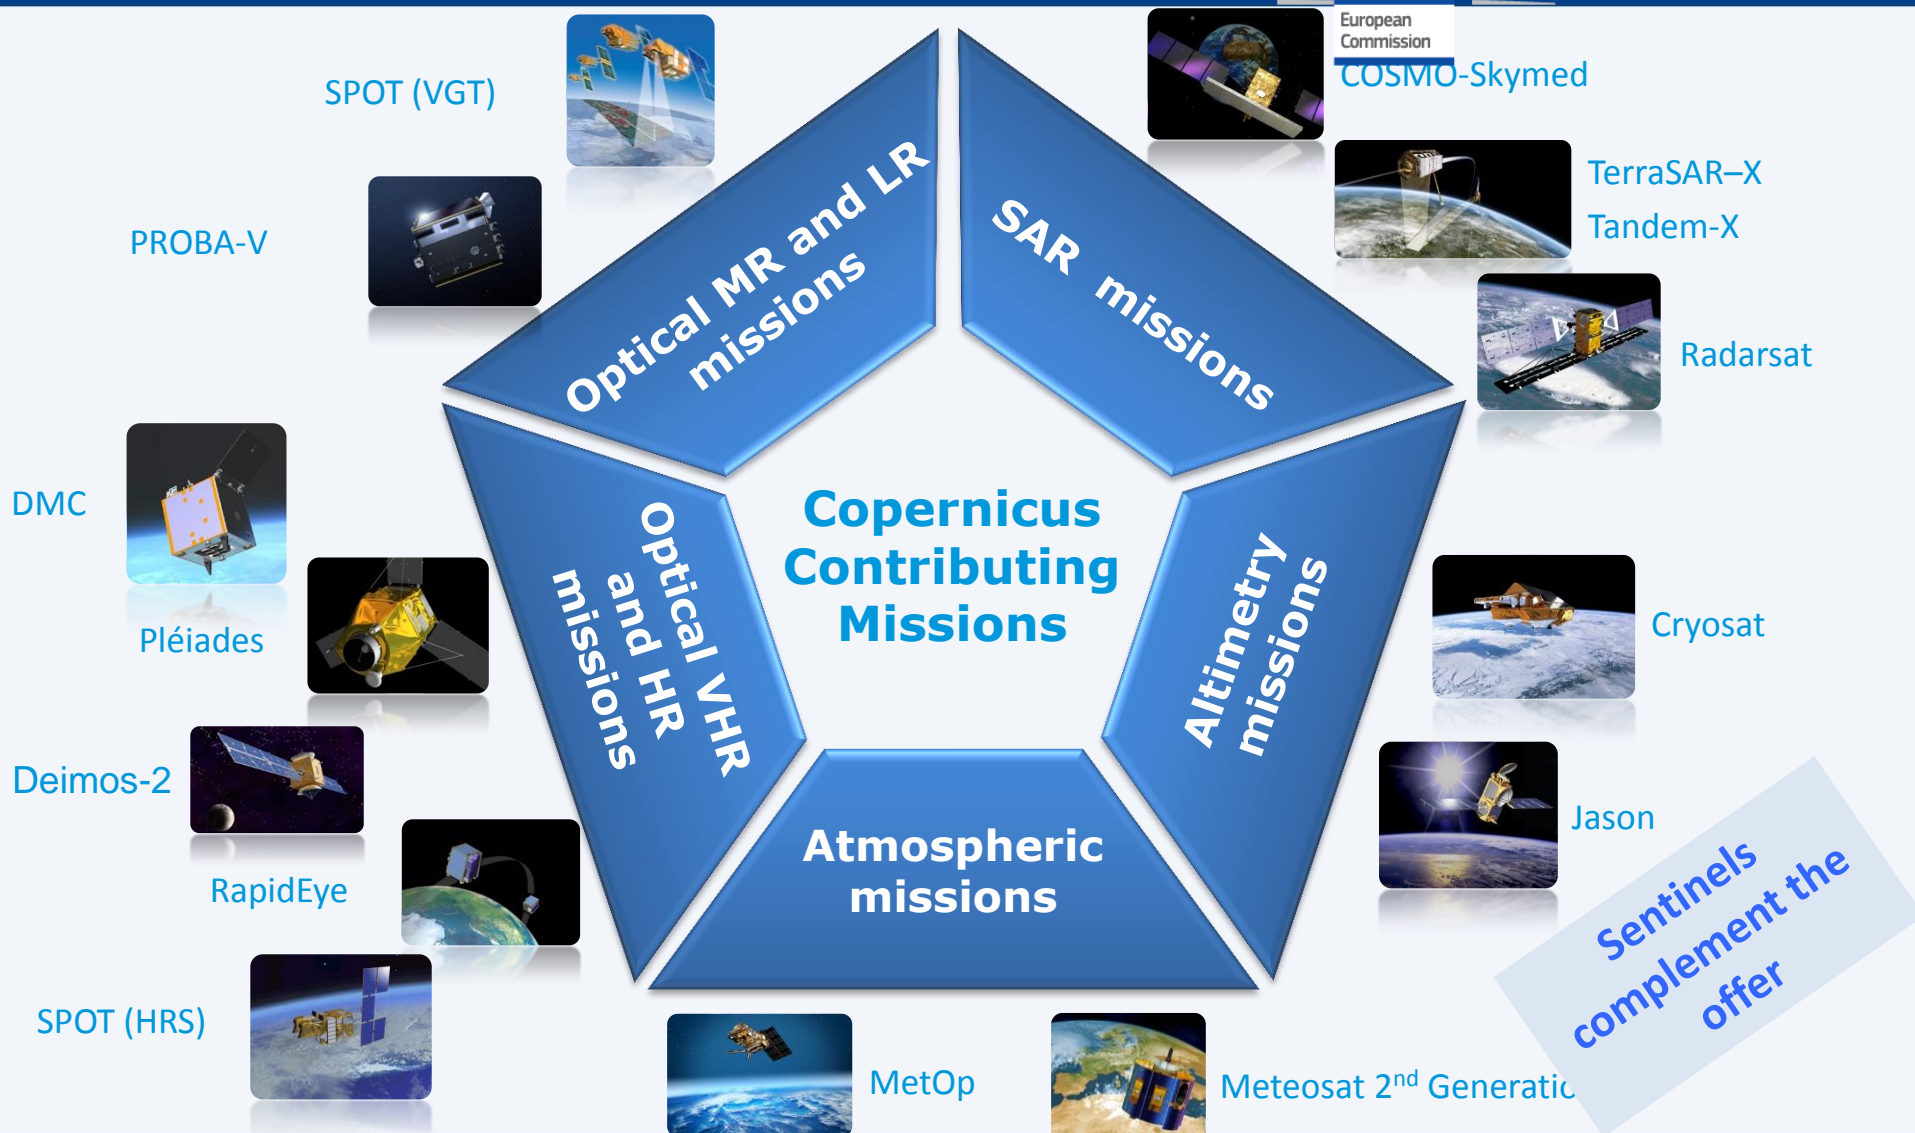 European
Commission
SPOT (VGT)
COSMO-Skymed
PROBA-V
TerraSAR–X
Tandem-X
Radarsat
Optical MR and LR
missions
SAR missions
DMC
Pléiades
Deimos-2
RapidEye
SPOT (HRS)
Optical VHR
and HR
missions
Copernicus
Contributing
Missions
Altimetry
missions
Cryosat
Jason
Atmospheric
missions
MetOp
Meteosat 2nd Generatio
Sentinels
complement the
offer